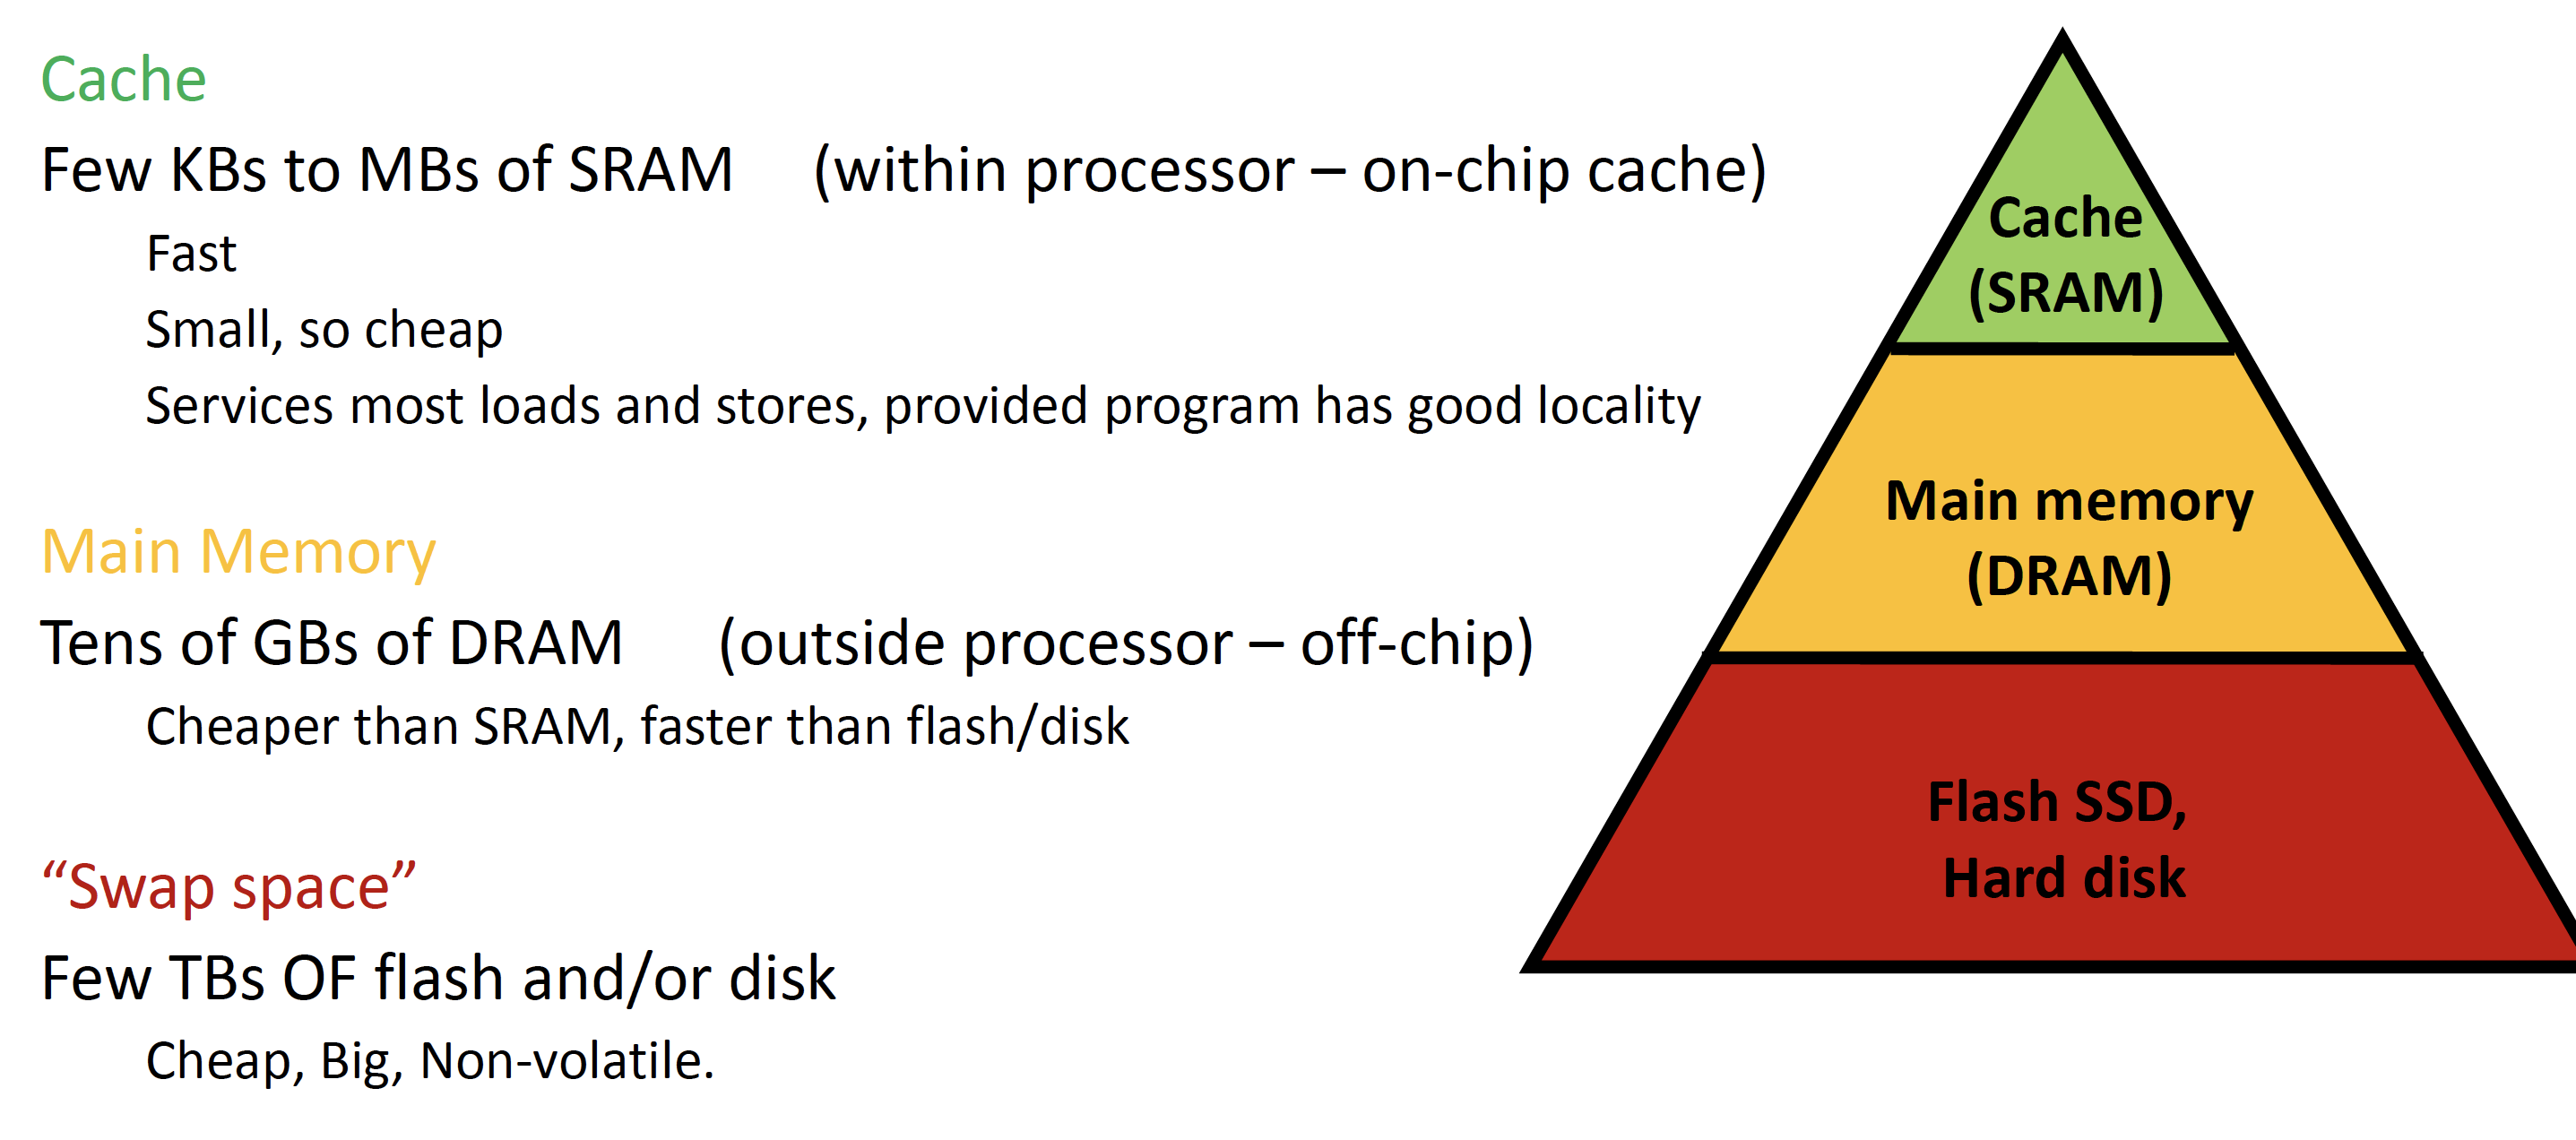 Cache
Few KBs to MBs of SRAM (within processor – on-chip cache)
Fast
Small, so cheap
Services most loads and stores, provided program has good locality
Main Memory
Tens of GBs of DRAM (outside processor – off-chip)
Cheaper than SRAM, faster than flash/disk
“Swap space”
Few TBs OF flash and/or disk
Cheap, Big, Non-volatile.
Cache
(SRAM)
Main memory
(DRAM)
Flash SSD,
Hard disk